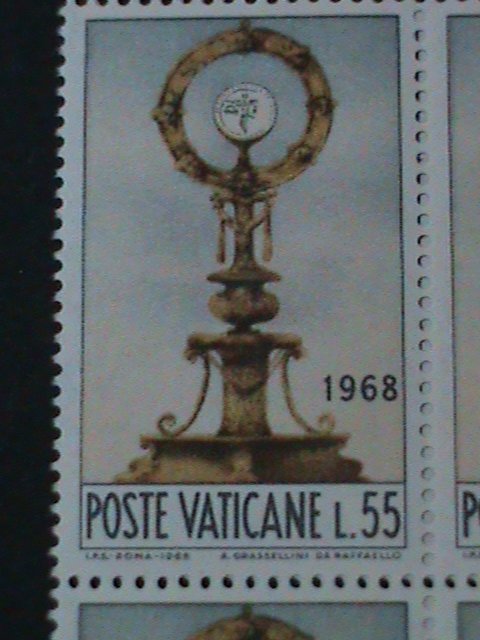 1968
POSTE VATICANE L.55
I.P.S. - ROMA - 1968 A. GRASSELLINI DA RAFFAELLO
P